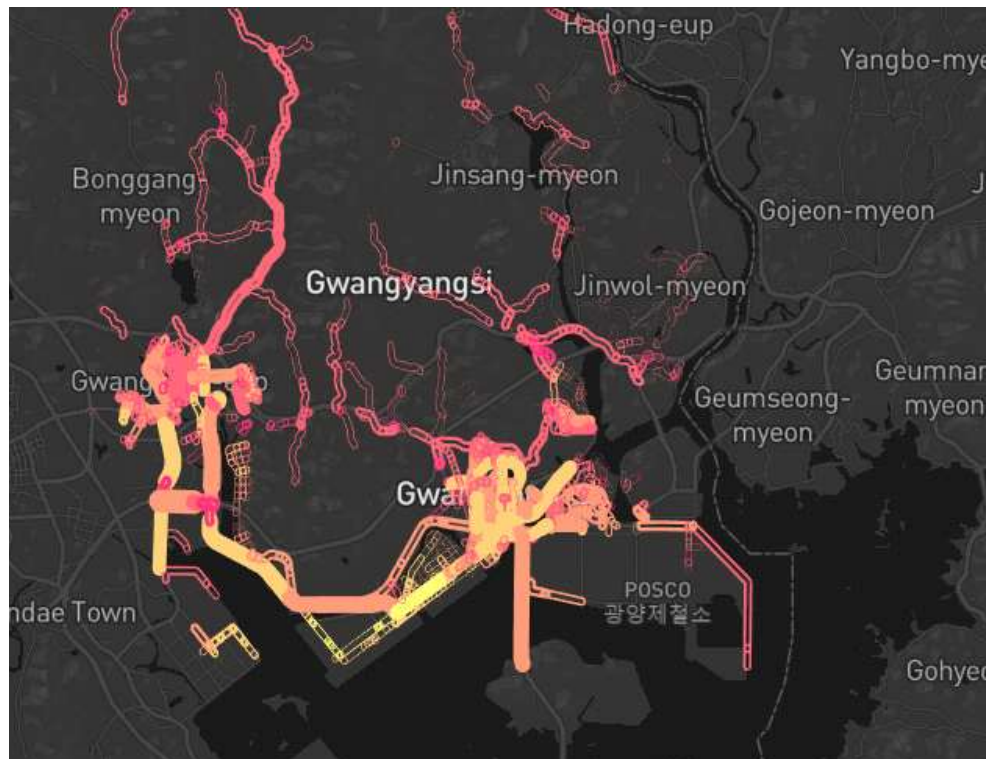 Hadong-eup
Yangbo-mye
Bonggang-
myeon
Jinsang-myeon
J
Gojeon-myeon
Gwangyangsi
Jinwol-myeon
Geumnan
myeon
Geumseong-
myeon
POSCO
광양제철소
ndae Town
Gohyeo